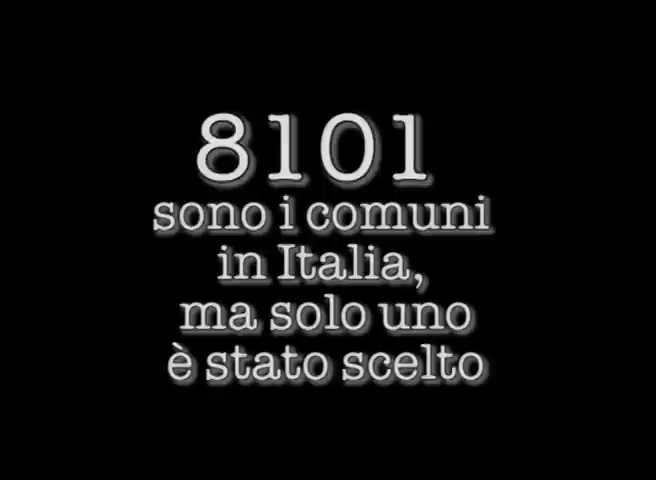 8101
sono i comuni
in Italia,
ma solo uno
è stato scelto